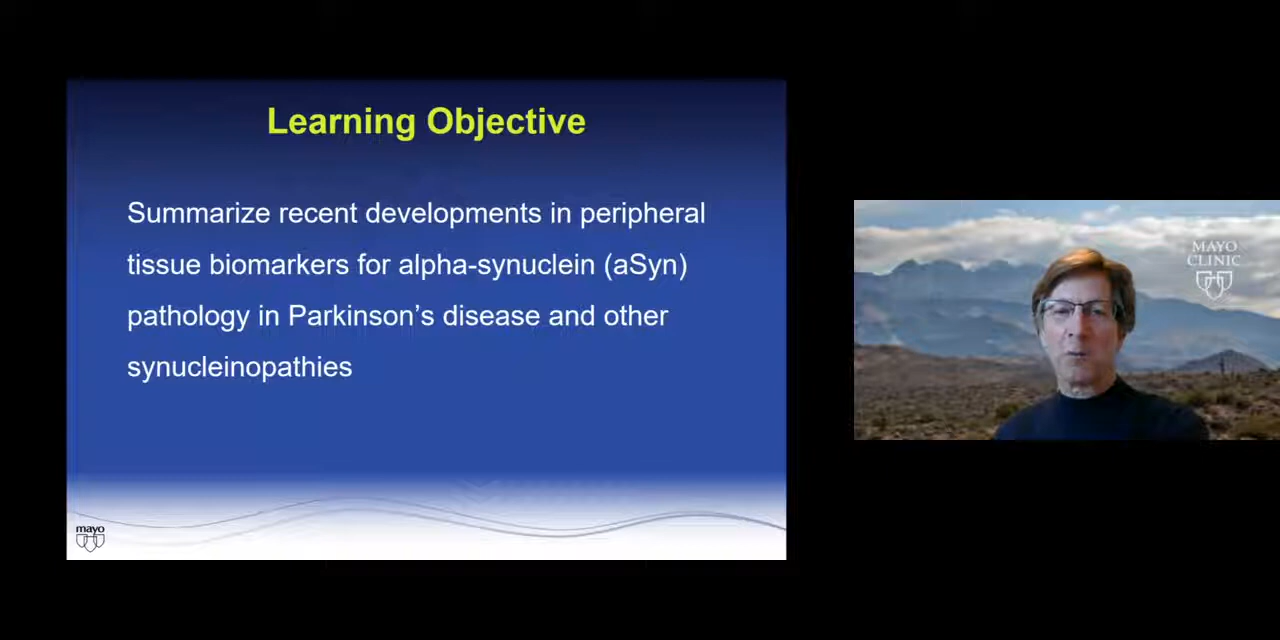 Learning Objective
Summarize recent developments in peripheral
tissue biomarkers for alpha-synuclein (aSyn)
pathology in Parkinson’s disease and other
synucleinopathies
mayo
MAYO
CLINIC